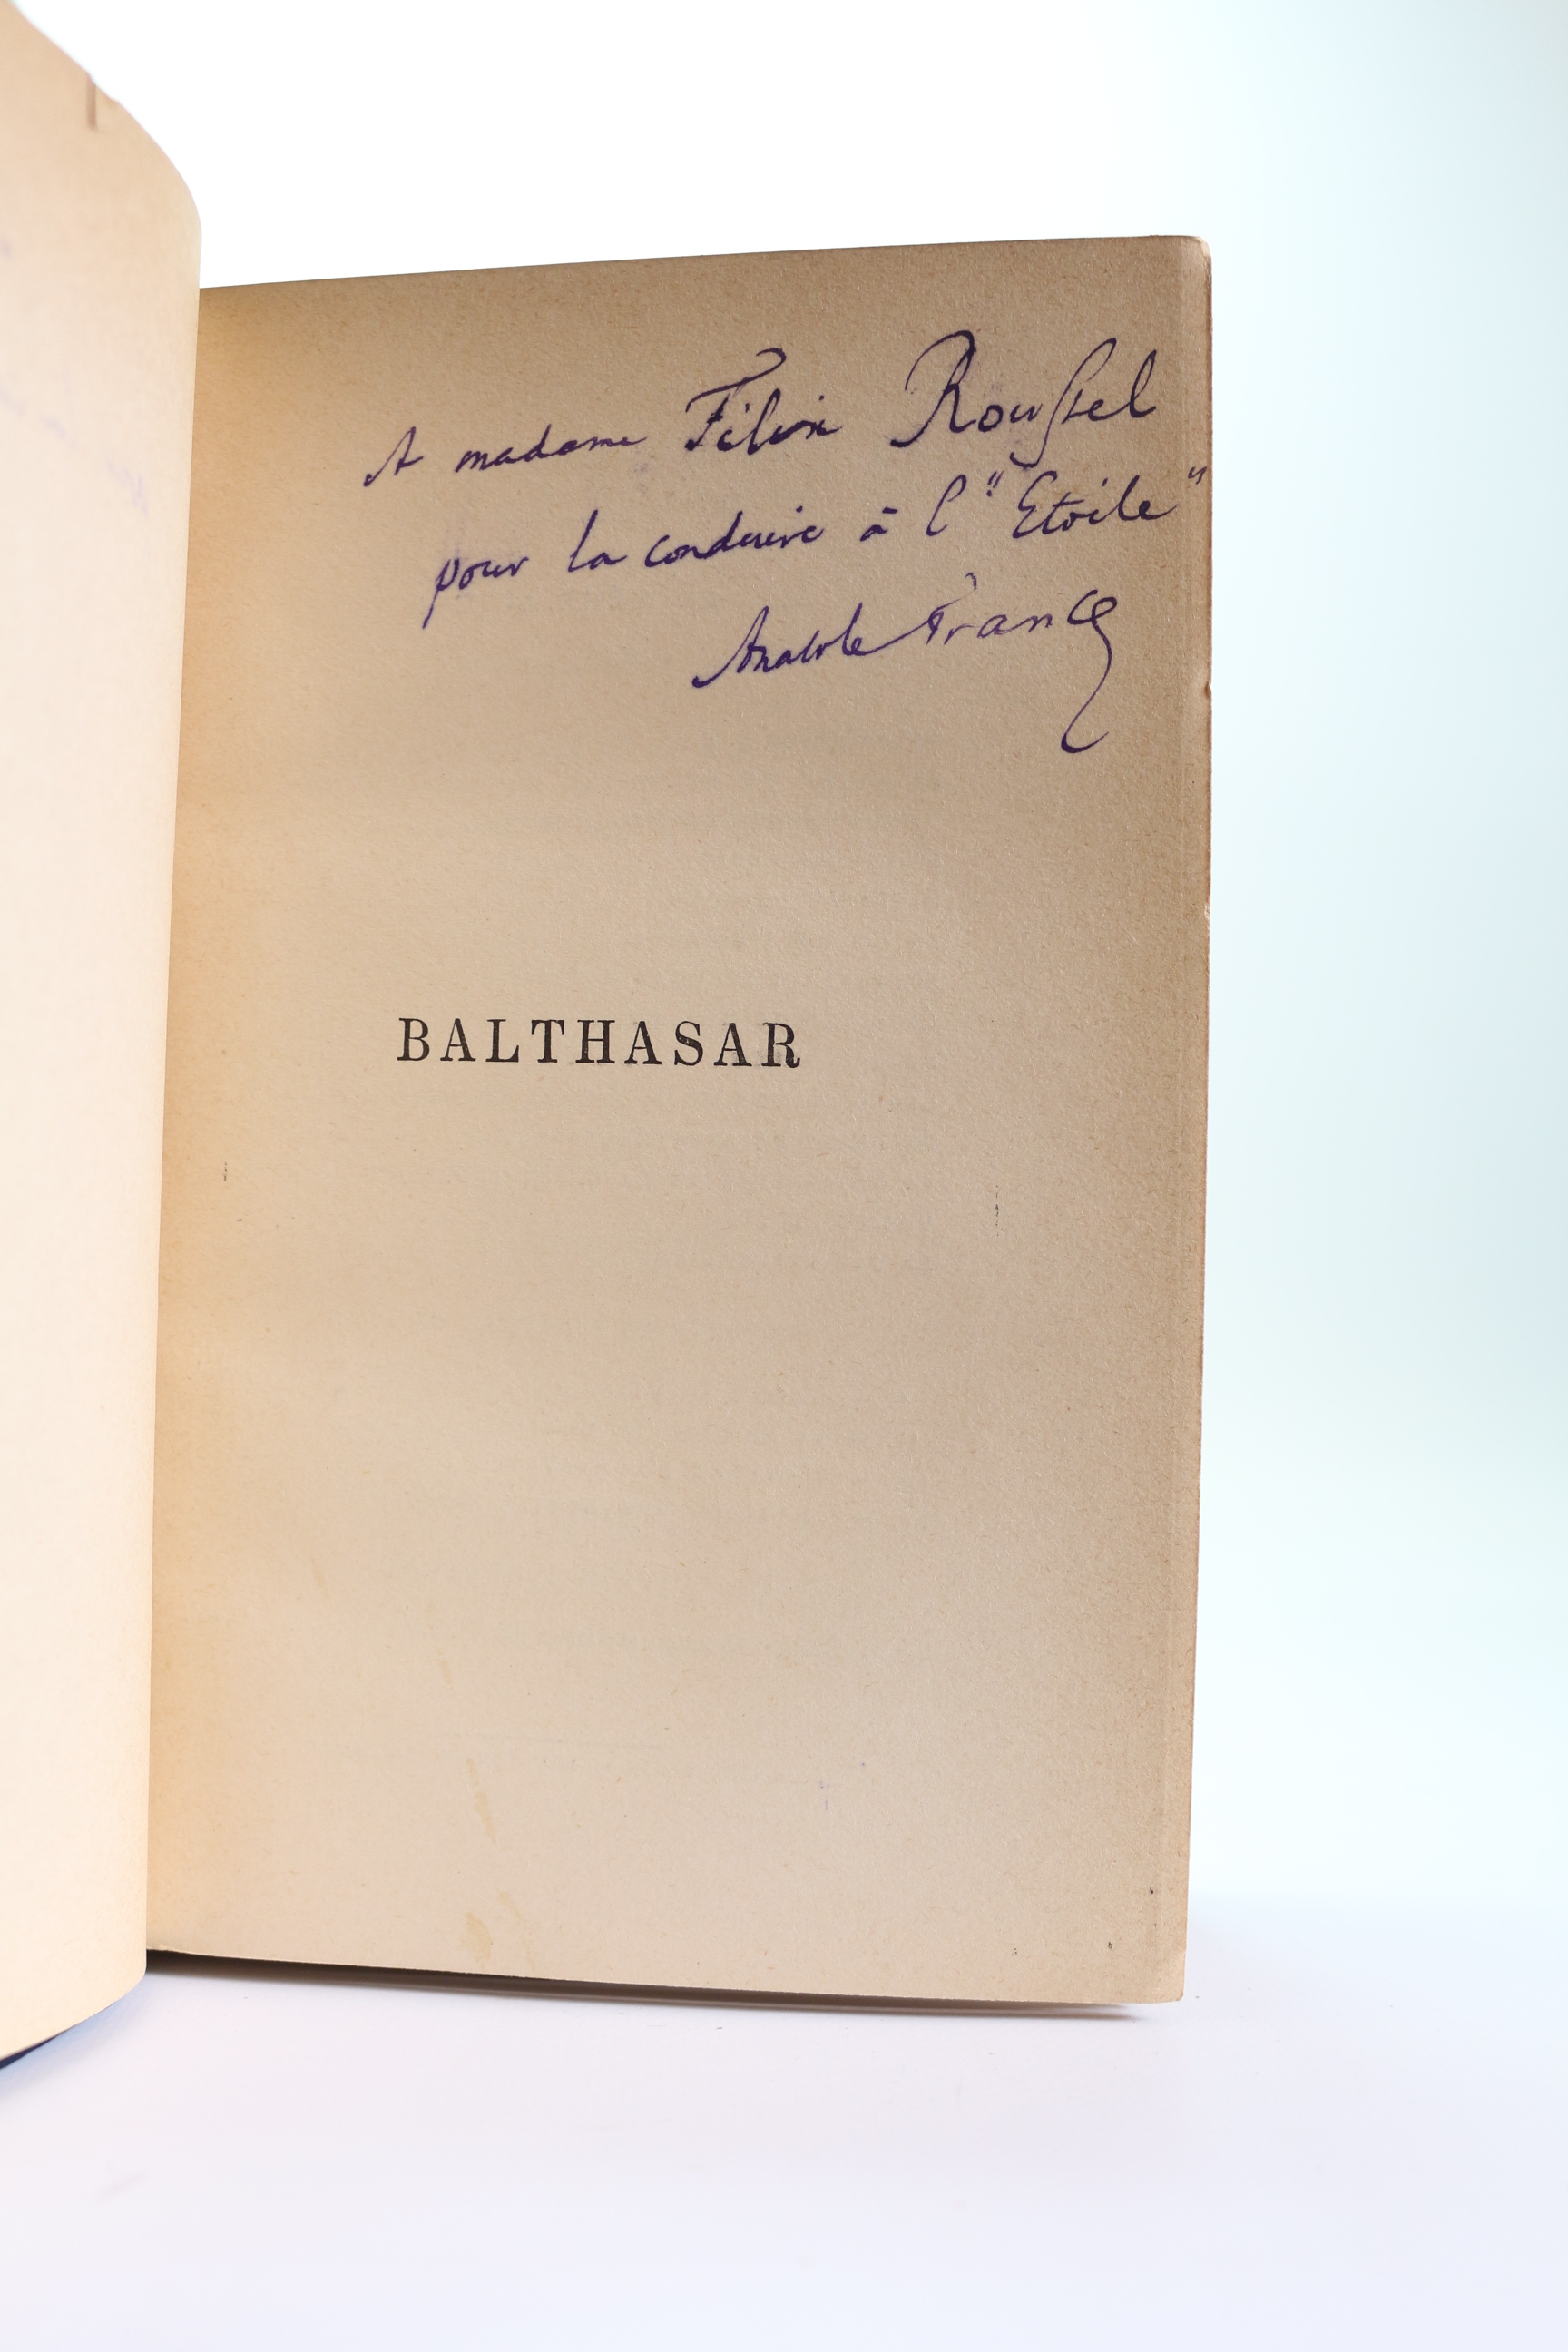 A madame Félix Roussel
pour la conduire à l'"Etoile"
Anatole France
BALTHASAR